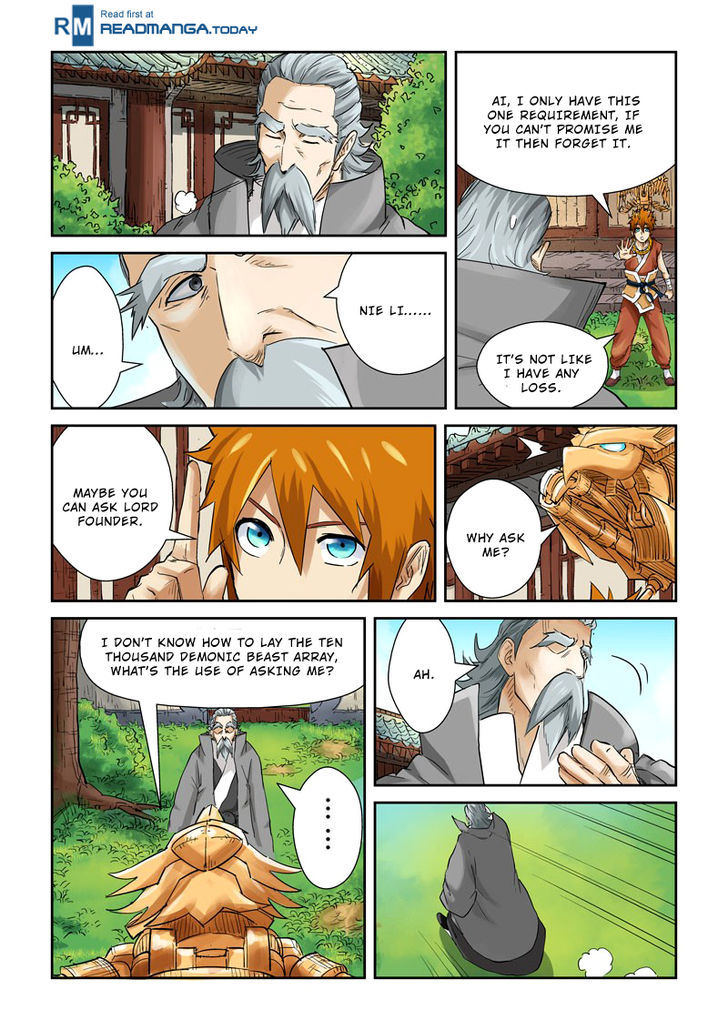 RM
Read first at
READMANGA.TODAY
AI, I ONLY HAVE THIS
ONE REQUIREMENT, IF
YOU CAN'T PROMISE ME
IT THEN FORGET IT.
IT'S NOT LIKE
I HAVE ANY
LOSS.
NIE LI......
UM...
MAYBE YOU
CAN ASK LORD
FOUNDER.
WHY ASK
ME?
I DON'T KNOW HOW TO LAY THE TEN
THOUSAND DEMONIC BEAST ARRAY,
WHAT'S THE USE OF ASKING ME?
......
AH.